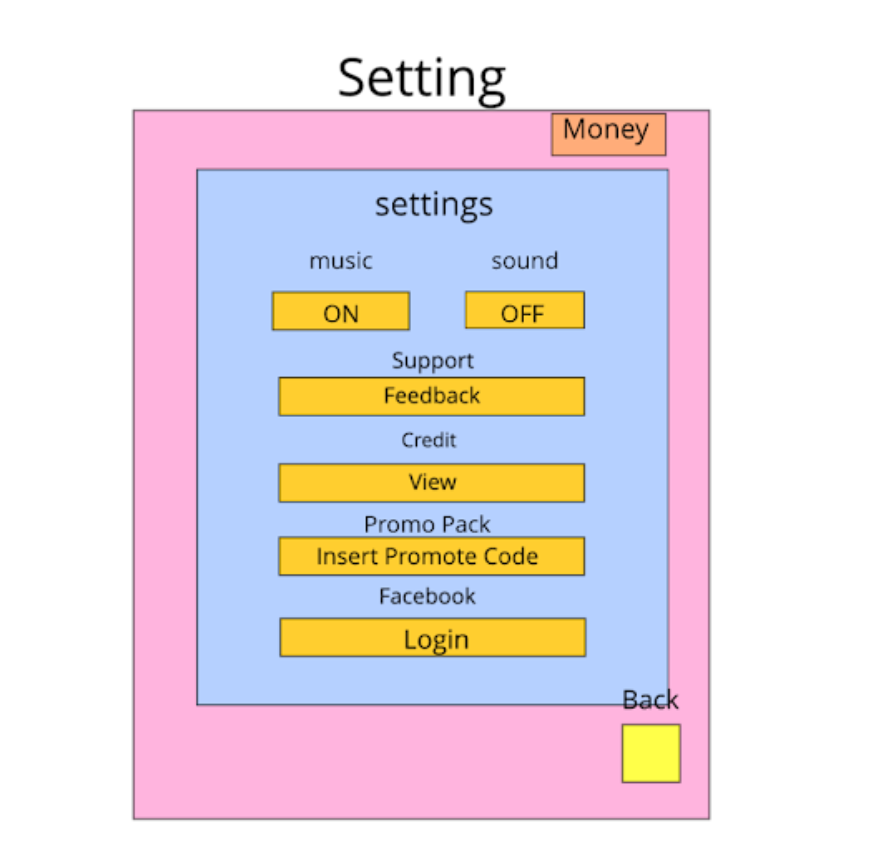 Setting
Money
settings
music sound
ON OFF
Support
Feedback
Credit
View
Promo Pack
Insert Promote Code
Facebook
Login
Back